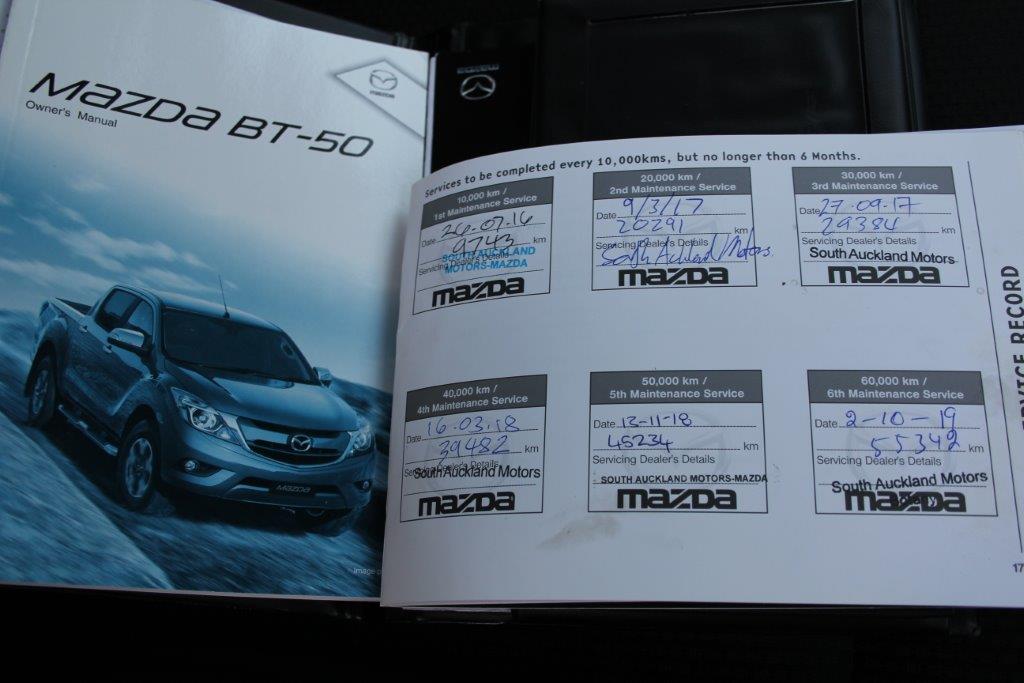 mazda
mazda BT-50
Owner's Manual
mazda
Image
Services to be completed every 10,000kms, but no longer than 6 Months.
10,000 km /
1st Maintenance Service
Date 26.07.16
9743 km
Servicing Dealer's Details
SOUTH AUCKLAND
MOTORS-MAZDA
mazda
20,000 km /
2nd Maintenance Service
Date 9/3/17
20291 km
Servicing Dealer's Details
South Auckland Motors.
mazda
30,000 km /
3rd Maintenance Service
Date 27.09.17
29384 km
Servicing Dealer's Details
South Auckland Motors
mazda
40,000 km /
4th Maintenance Service
Date 16.03.18
39482 km
Servicing Dealer's Details
South Auckland Motors
mazda
50,000 km /
5th Maintenance Service
Date 13-11-18
45234 km
Servicing Dealer's Details
SOUTH AUCKLAND MOTORS-MAZDA
mazda
60,000 km /
6th Maintenance Service
Date 2-10-19
55342 km
Servicing Dealer's Details
South Auckland Motors
mazda
RECORD
17